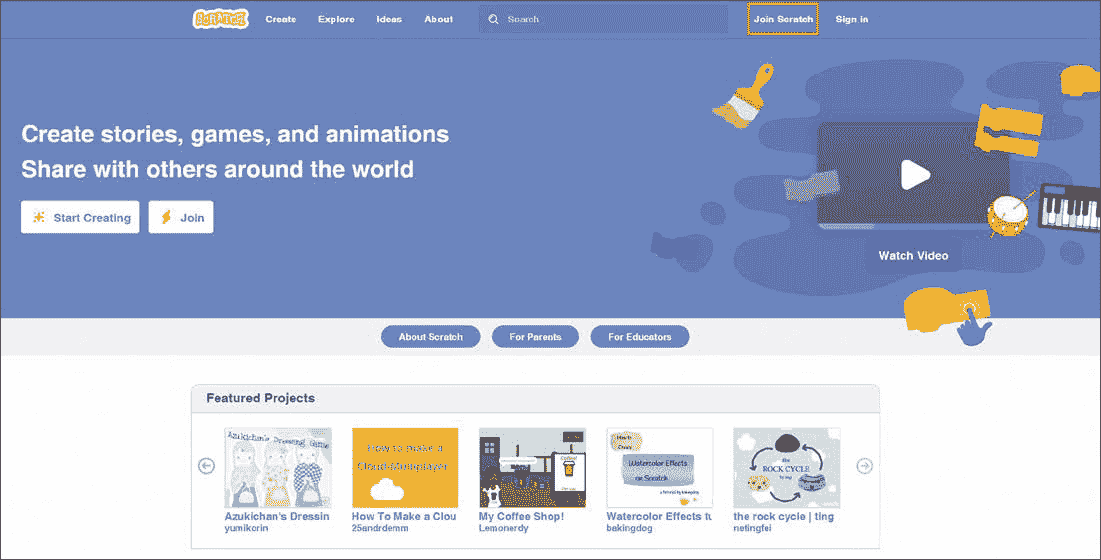 SCRATCH
Create
Explore
Ideas
About
Search
Join Scratch
Sign in
Create stories, games, and animations
Share with others around the world
Start Creating
Join
Watch Video
About Scratch
For Parents
For Educators
Featured Projects
Azukichan's Dressing Game
How to make a
Cloud-Multiplayer
Coffee!
Watercolor Effects
on Scratch
the
ROCK CYCLE
Azukichan's Dressin
How To Make a Clou
My Coffee Shop!
Watercolor Effects tu
the rock cycle | ting
yumikorin
25andrdemm
Lemonerdy
bakingdog
netingfei